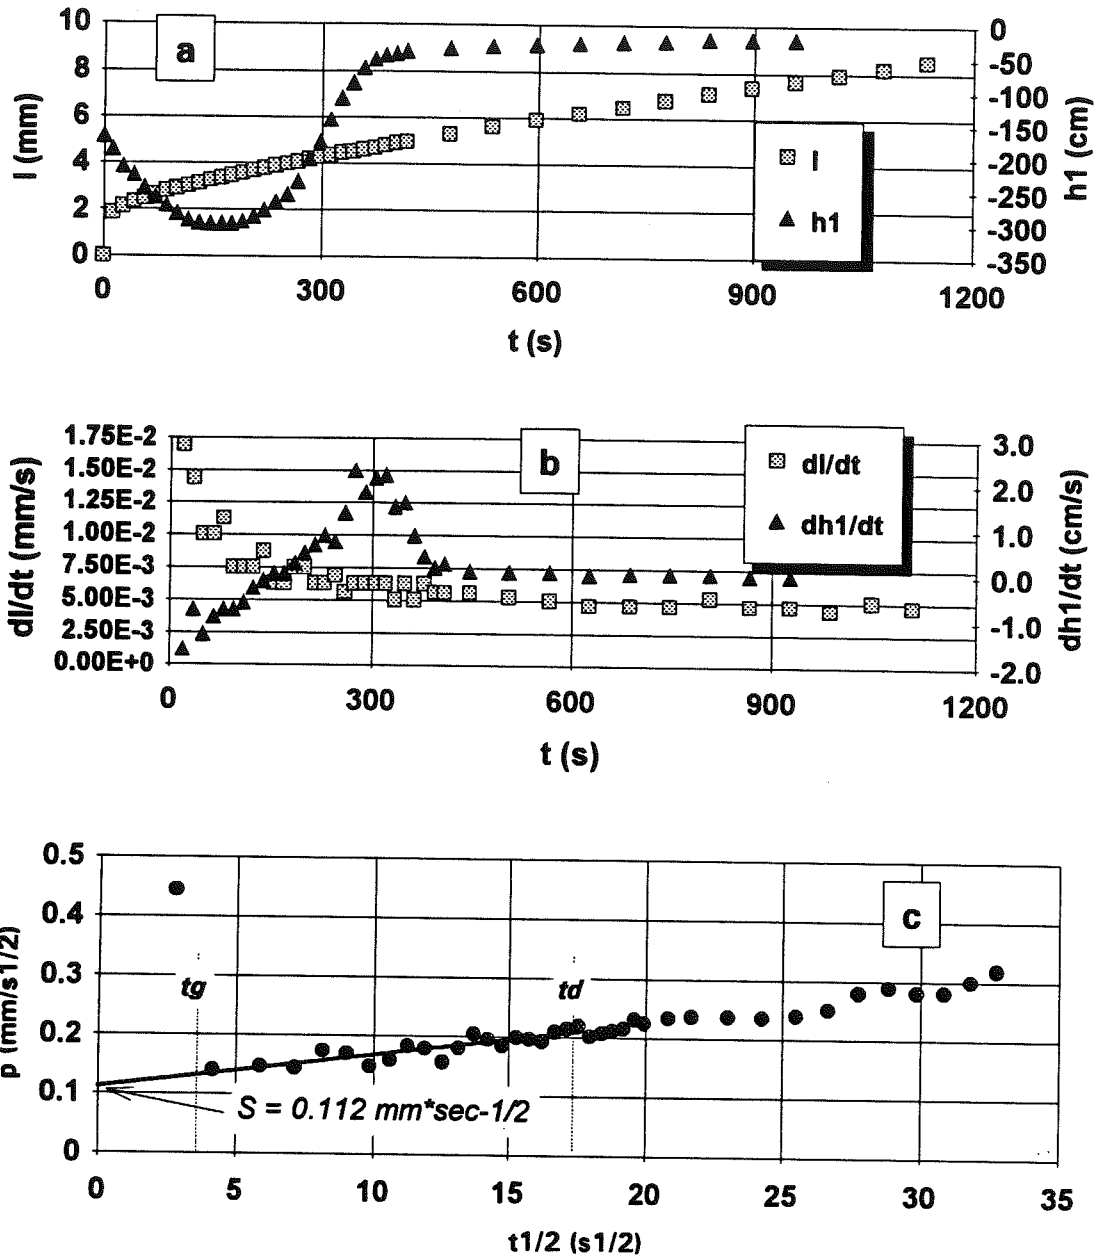 a
10
8
6
4
2
0
l (mm)
0
-50
-100
-150
-200
-250
-300
-350
h1 (cm)
l
h1
0
300
600
900
1200
t (s)
b
1.75E-2
1.50E-2
1.25E-2
1.00E-2
7.50E-3
5.00E-3
2.50E-3
0.00E+0
dl/dt (mm/s)
3.0
2.0
1.0
0.0
-1.0
-2.0
dh1/dt (cm/s)
dl/dt
dh1/dt
0
300
600
900
1200
t (s)
c
0.5
0.4
0.3
0.2
0.1
0
p (mm/s1/2)
tg
td
S = 0.112 mm*sec-1/2
0
5
10
15
20
25
30
35
t1/2 (s1/2)